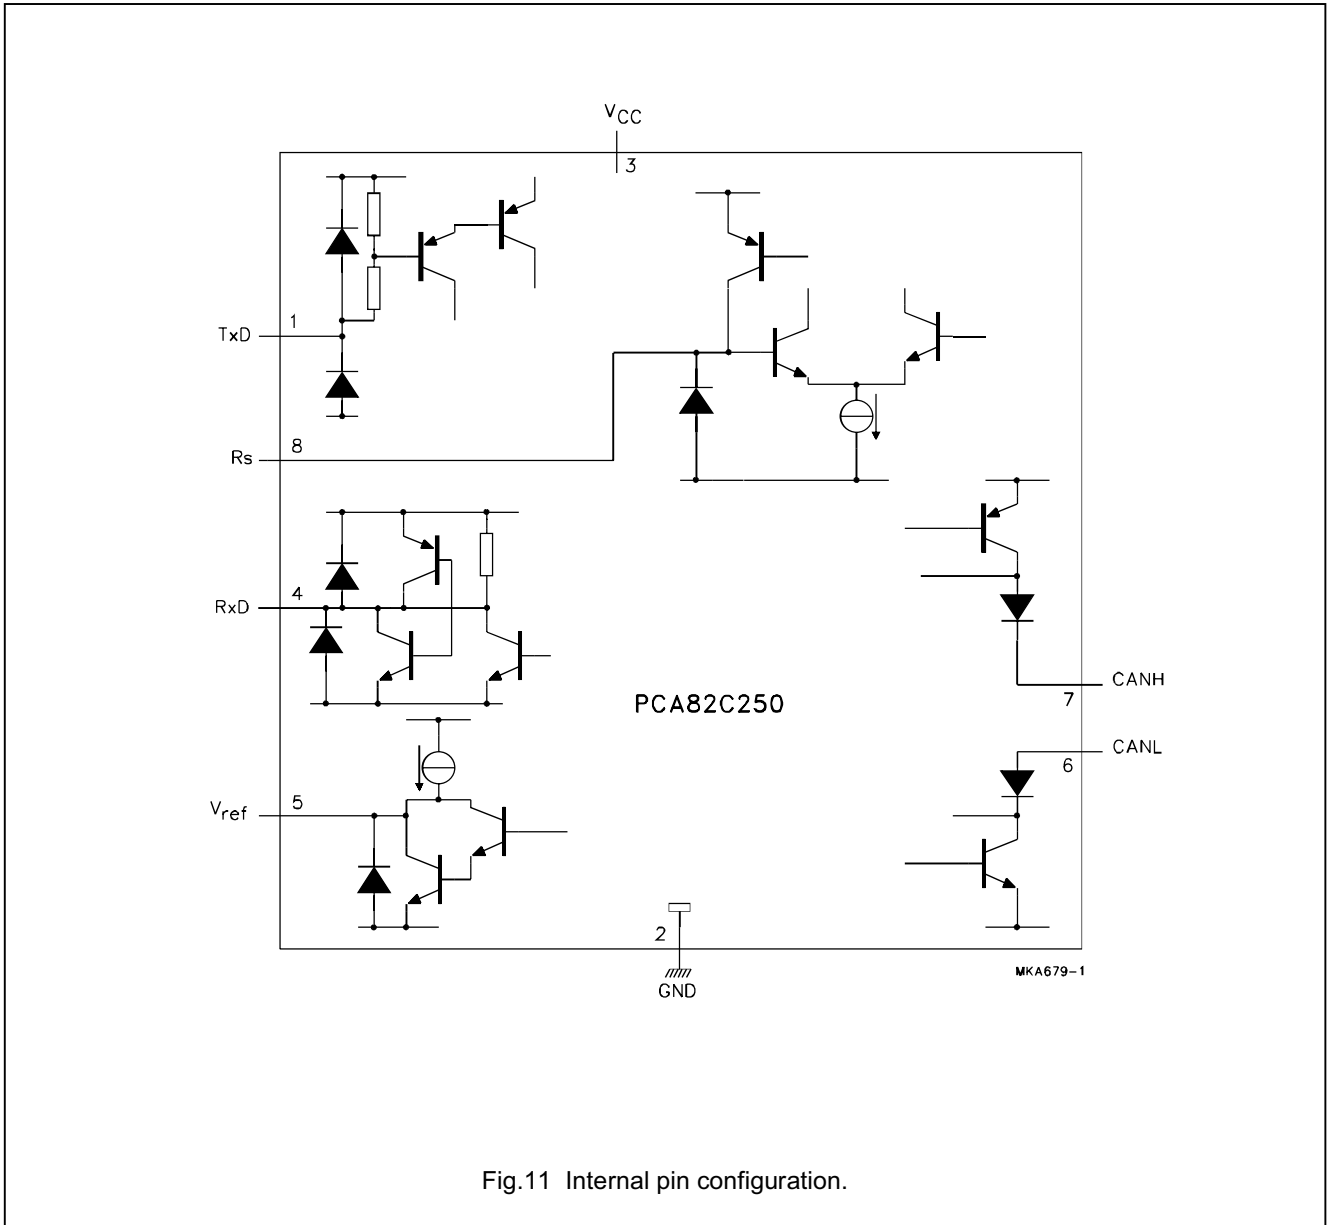 VCC
3
1
TxD
8
Rs
4
RxD
PCA82C250
CANH
7
CANL
6
5
Vref
2
MKA679-1
GND
Fig.11 Internal pin configuration.